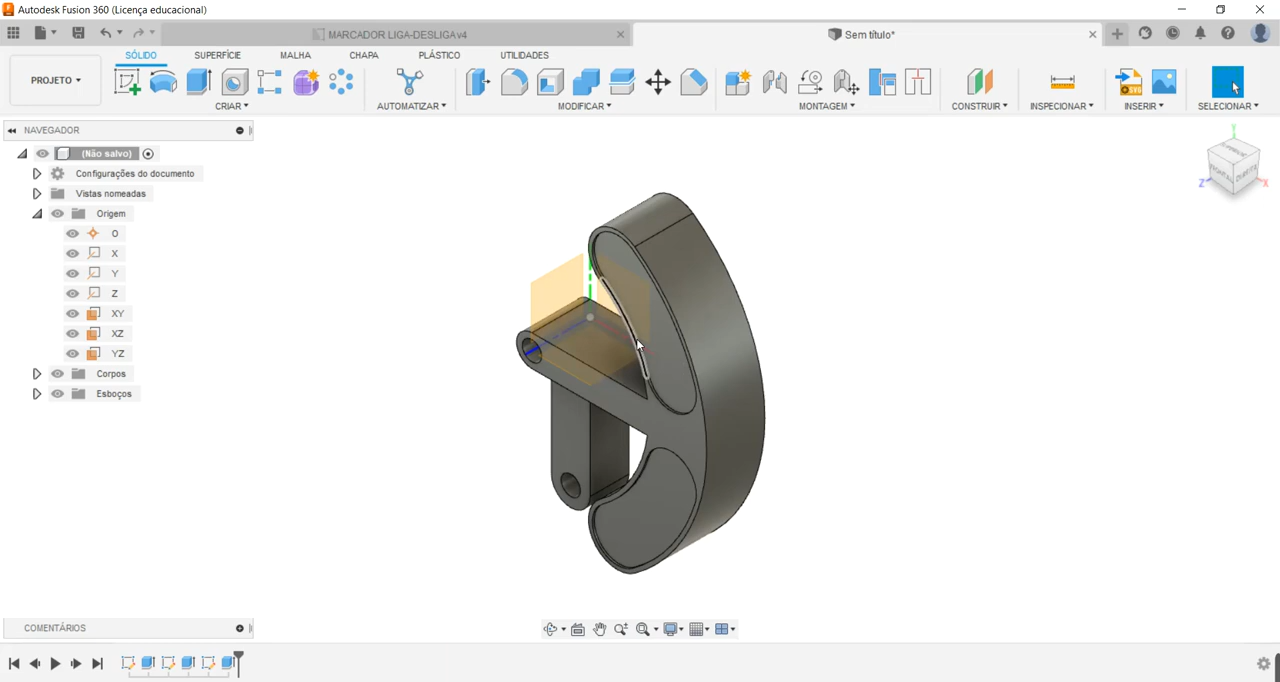 Autodesk Fusion 360 (Licença educacional)
MARCADOR LIGA-DESLIGA v4
Sem título*
SÓLIDO SUPERFÍCIE MALHA CHAPA PLÁSTICO UTILIDADES
PROJETO
CRIAR AUTOMATIZAR MODIFICAR MONTAGEM CONSTRUIR INSPECIONAR INSERIR SELECIONAR
NAVEGADOR
(Não salvo)
Configurações do documento
Vistas nomeadas
Origem
O
X
Y
Z
XY
XZ
YZ
Corpos
Esboços
Y
Z
X
COMENTÁRIOS